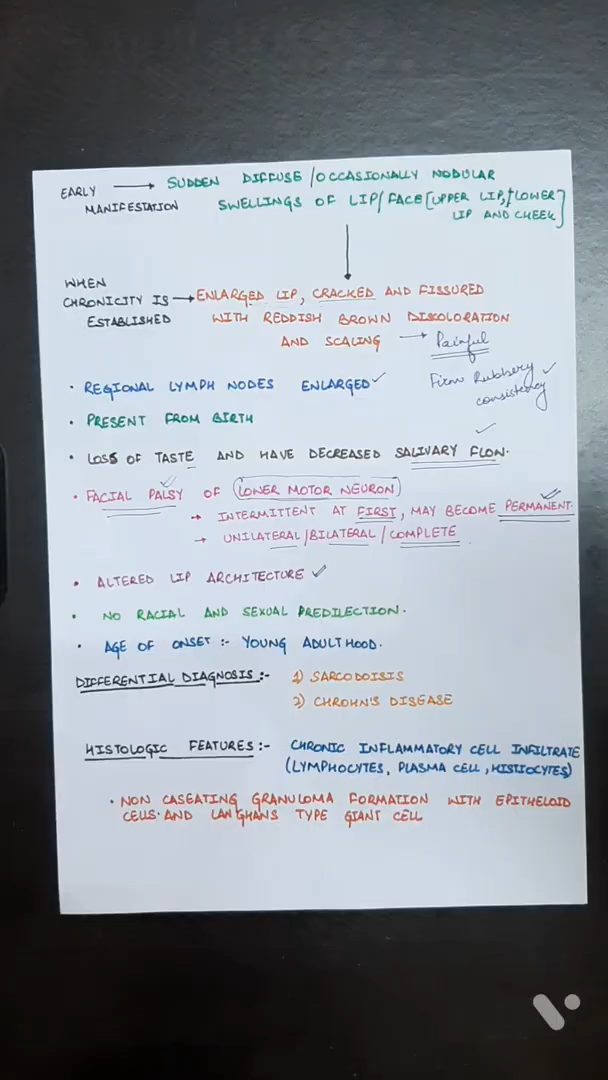 EARLY MANIFESTATION → SUDDEN DIFFUSE / OCCASIONALLY NODULAR
SWELLINGS OF LIP / FACE [UPPER LIP, + LOWER
LIP AND CHEEK]
WHEN
CHRONICITY IS → ENLARGED LIP, CRACKED AND FISSURED
ESTABLISHED WITH REDDISH BROWN DISCOLORATION
AND SCALING → Painful
Firm Rubbery
consistency
• REGIONAL LYMPH NODES ENLARGED
• PRESENT FROM BIRTH
• LOSS OF TASTE AND HAVE DECREASED SALIVARY FLOW.
• FACIAL PALSY OF (LOWER MOTOR NEURON)
→ INTERMITTENT AT FIRST, MAY BECOME PERMANENT.
→ UNILATERAL / BILATERAL / COMPLETE
• ALTERED LIP ARCHITECTURE
• NO RACIAL AND SEXUAL PREDILECTION.
• AGE OF ONSET :- YOUNG ADULTHOOD.
DIFFERENTIAL DIAGNOSIS :- 1) SARCODOISIS
2) CHROHN'S DISEASE
HISTOLOGIC FEATURES :- CHRONIC INFLAMMATORY CELL INFILTRATE
(LYMPHOCYTES, PLASMA CELL, HISTIOCYTES)
• NON CASEATING GRANULOMA FORMATION WITH EPITHELOID
CELLS. AND LANGHANS TYPE GIANT CELL